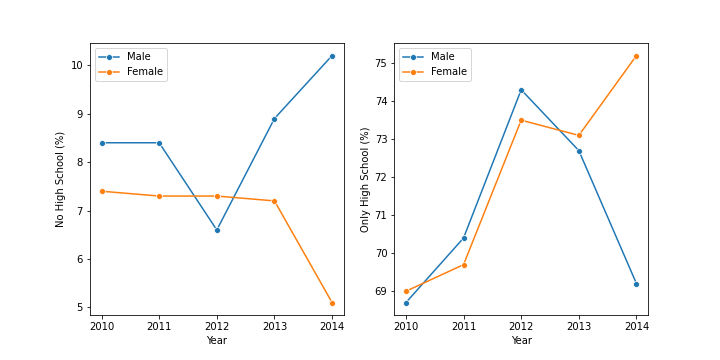 No High School (%)
10
9
8
7
6
5
Male
Female
2010 2011 2012 2013 2014
Year
Only High School (%)
75
74
73
72
71
70
69
Male
Female
2010 2011 2012 2013 2014
Year